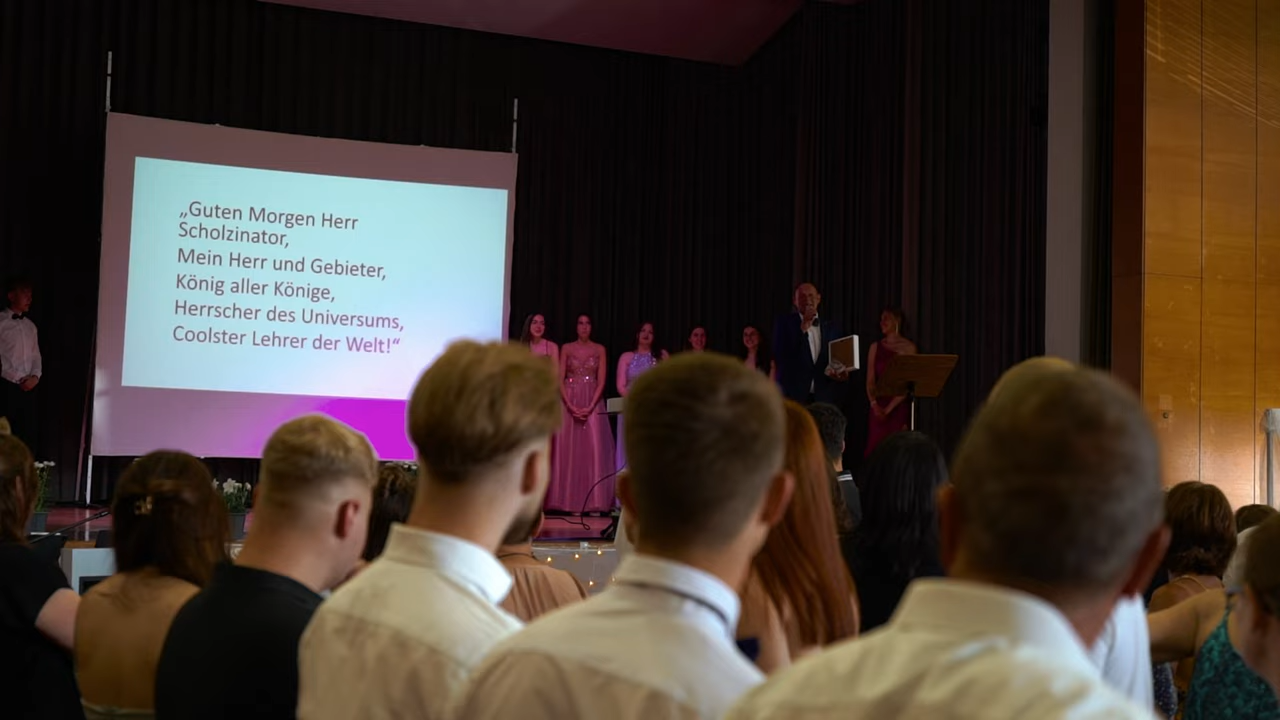 „Guten Morgen Herr
Scholzinator,
Mein Herr und Gebieter,
König aller Könige,
Herrscher des Universums,
Coolster Lehrer der Welt!“